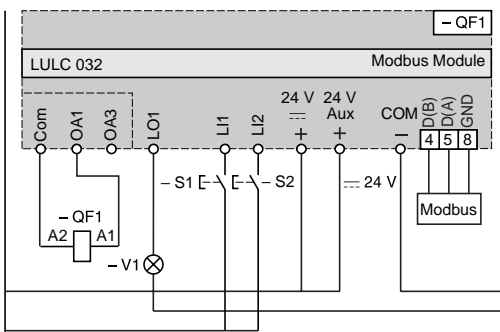 – QF1
LULC 032
Modbus Module
Com
OA1
OA3
LO1
LI1
LI2
24 V
+
24 V
Aux
+
COM
–
D(B)
D(A)
GND
4 5 8
– S1
– S2
24 V
Modbus
– QF1
A2
A1
– V1